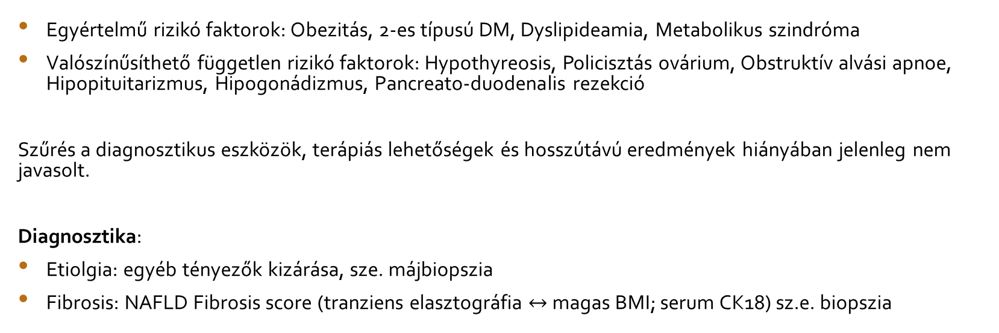 • Egyértelmű rizikó faktorok: Obezitás, 2-es típusú DM, Dyslipideamia, Metabolikus szindróma
• Valószínűsíthető független rizikó faktorok: Hypothyreosis, Policisztás ovárium, Obstruktív alvási apnoe,
Hipopituitarizmus, Hipogonádizmus, Pancreato-duodenalis rezekció
Szűrés a diagnosztikus eszközök, terápiás lehetőségek és hosszútávú eredmények hiányában jelenleg nem
javasolt.
Diagnosztika:
• Etiolgia: egyéb tényezők kizárása, sze. májbiopszia
• Fibrosis: NAFLD Fibrosis score (tranziens elasztográfia ↔ magas BMI; serum CK18) sz.e. biopszia